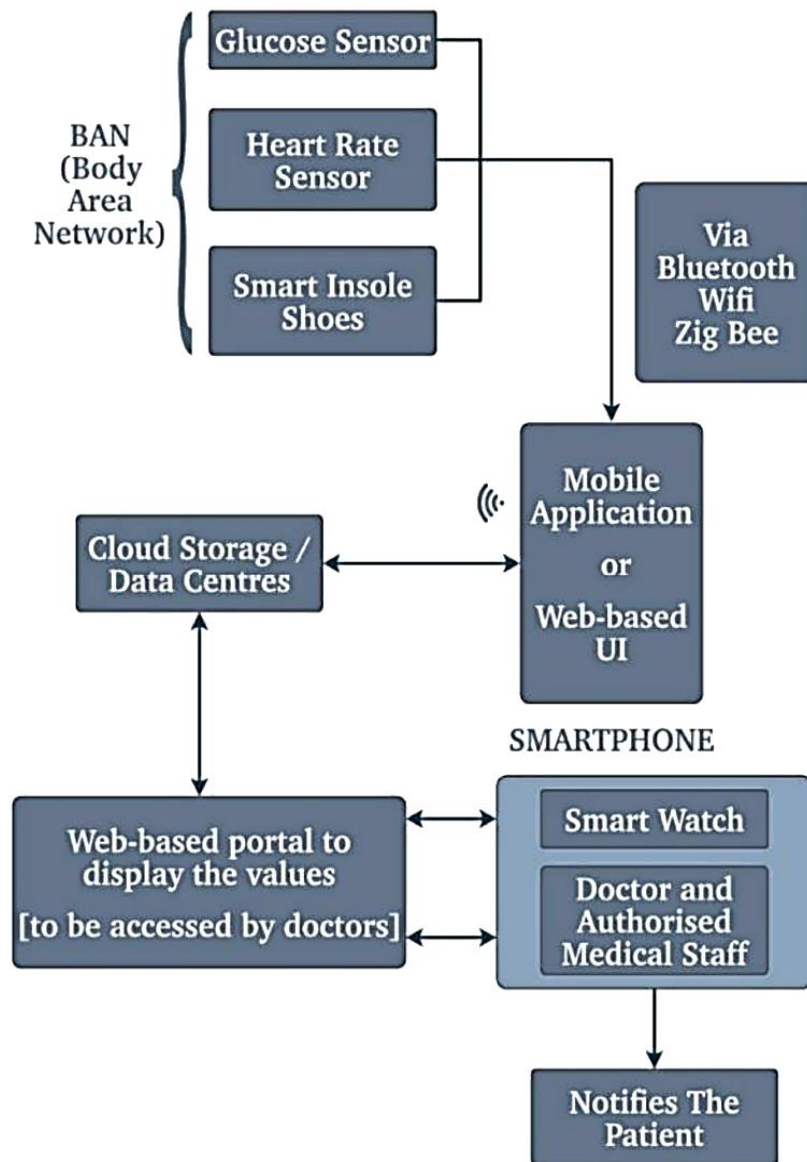 Glucose Sensor
BAN
(Body
Area
Network)
Heart Rate
Sensor
Smart Insole
Shoes
Via
Bluetooth
Wifi
Zig Bee
Mobile
Application
or
Web-based
UI
Cloud Storage /
Data Centres
SMARTPHONE
Web-based portal to
display the values
[to be accessed by doctors]
Smart Watch
Doctor and
Authorised
Medical Staff
Notifies The
Patient